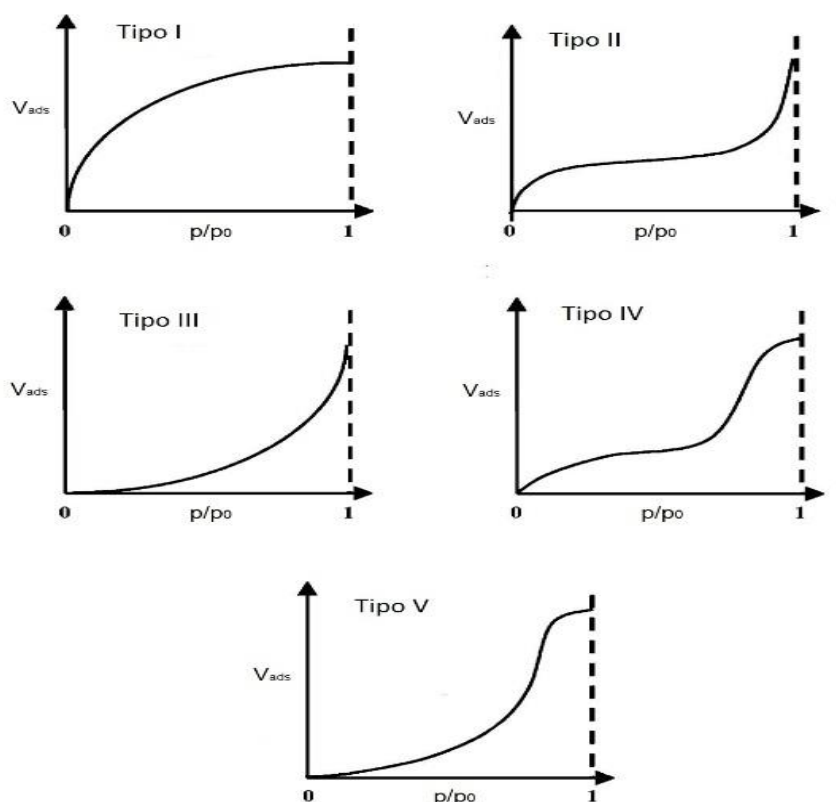 Tipo I
Vads
0
p/p0
1
Tipo II
Vads
0
p/p0
1
Tipo III
Vads
0
p/p0
1
Tipo IV
Vads
0
p/p0
1
Tipo V
Vads
0
p/p0
1